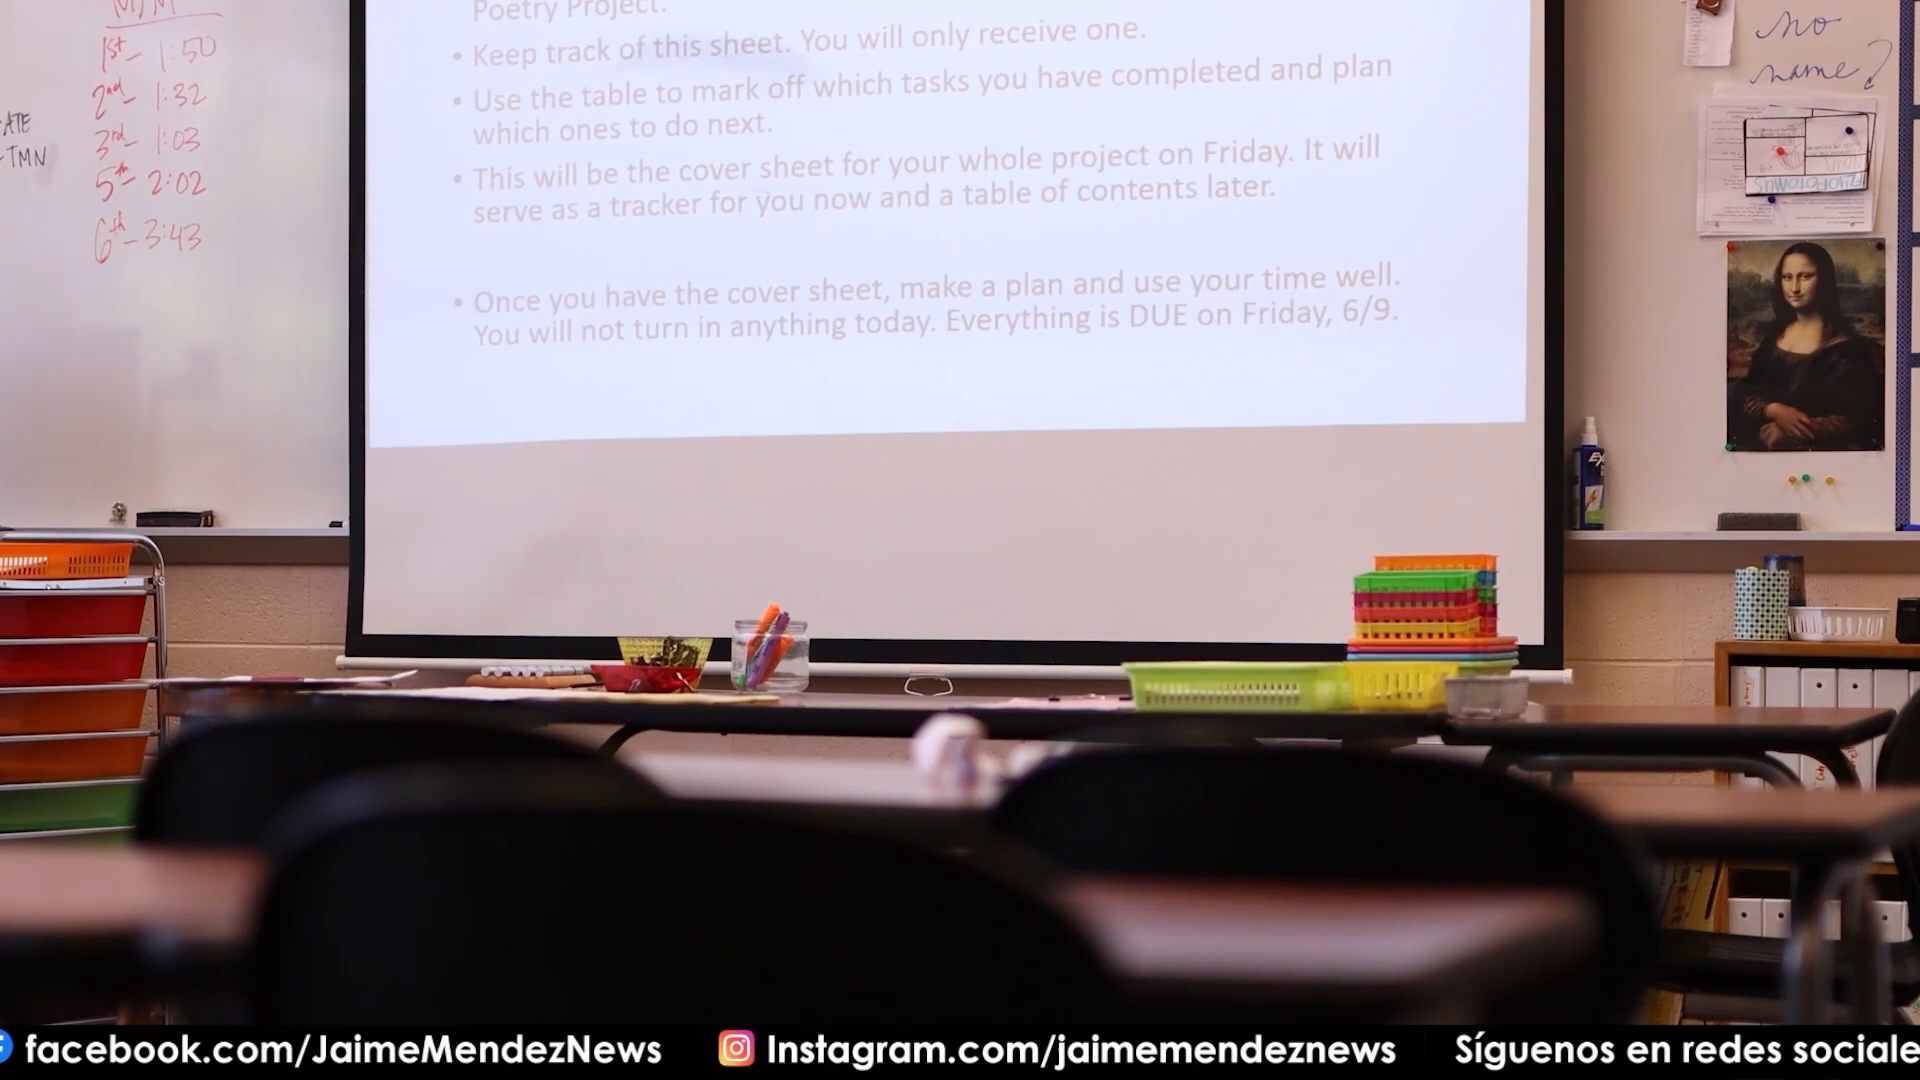 1st- 1:50
2nd- 1:32
3rd- 1:03
5th- 2:02
6th- 3:43
ATE
TMN
Poetry Project.
• Keep track of this sheet. You will only receive one.
• Use the table to mark off which tasks you have completed and plan
which ones to do next.
• This will be the cover sheet for your whole project on Friday. It will
serve as a tracker for you now and a table of contents later.
• Once you have the cover sheet, make a plan and use your time well.
You will not turn in anything today. Everything is DUE on Friday, 6/9.
no
name?
facebook.com/JaimeMendezNews
Instagram.com/jaimemendeznews
Síguenos en redes sociale